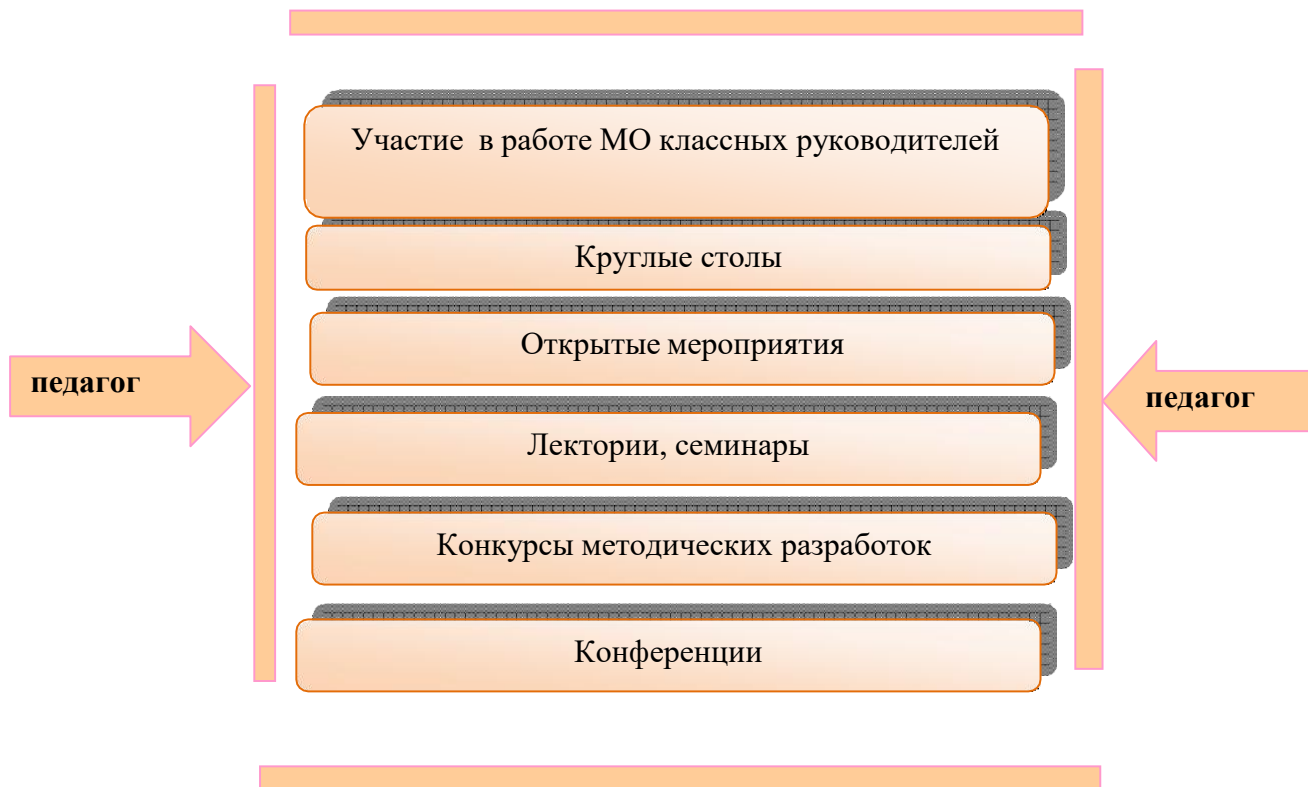 Участие в работе МО классных руководителей
Круглые столы
Открытые мероприятия
педагог
педагог
Лектории, семинары
Конкурсы методических разработок
Конференции